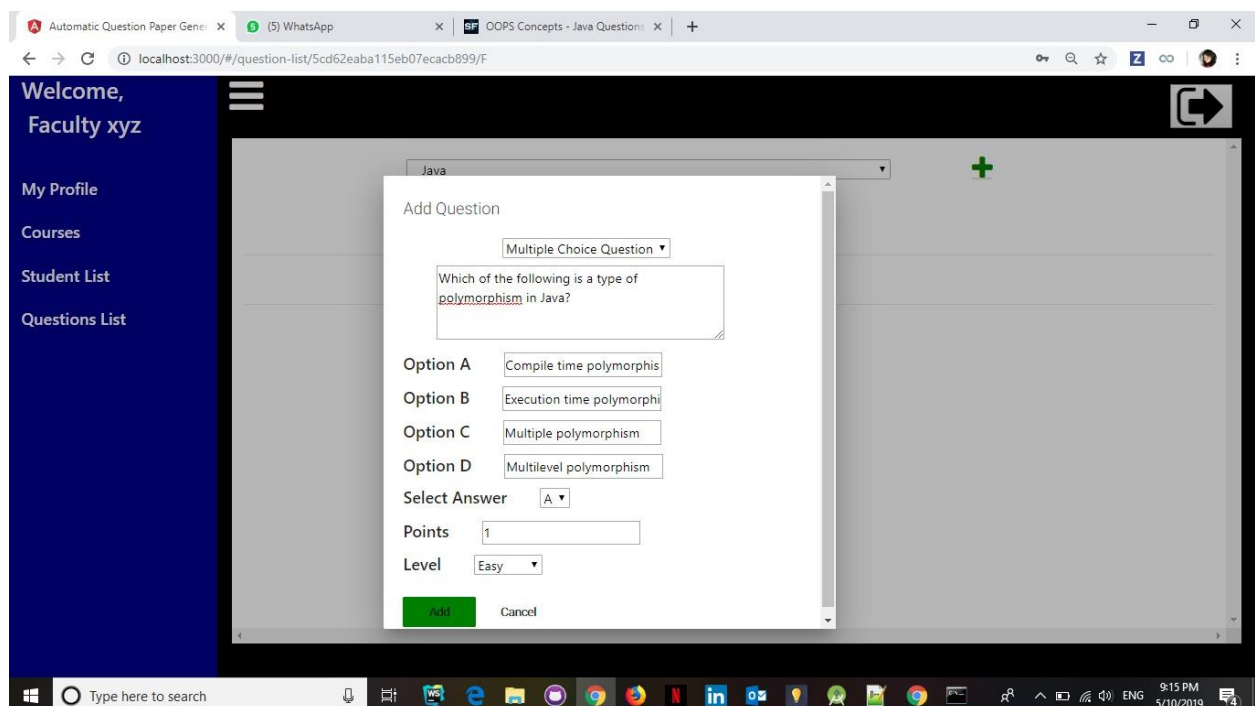 Automatic Question Paper Gene
(5) WhatsApp
SF OOPS Concepts - Java Questions
localhost:3000/#/question-list/5cd62eaba115eb07ecacb899/F
Welcome,
Faculty xyz
My Profile
Courses
Student List
Questions List
Java
Add Question
Multiple Choice Question
Which of the following is a type of
polymorphism in Java?
Option A Compile time polymorphis
Option B Execution time polymorphi
Option C Multiple polymorphism
Option D Multilevel polymorphism
Select Answer A
Points 1
Level Easy
Add Cancel
Type here to search
ENG
9:15 PM
5/10/2019